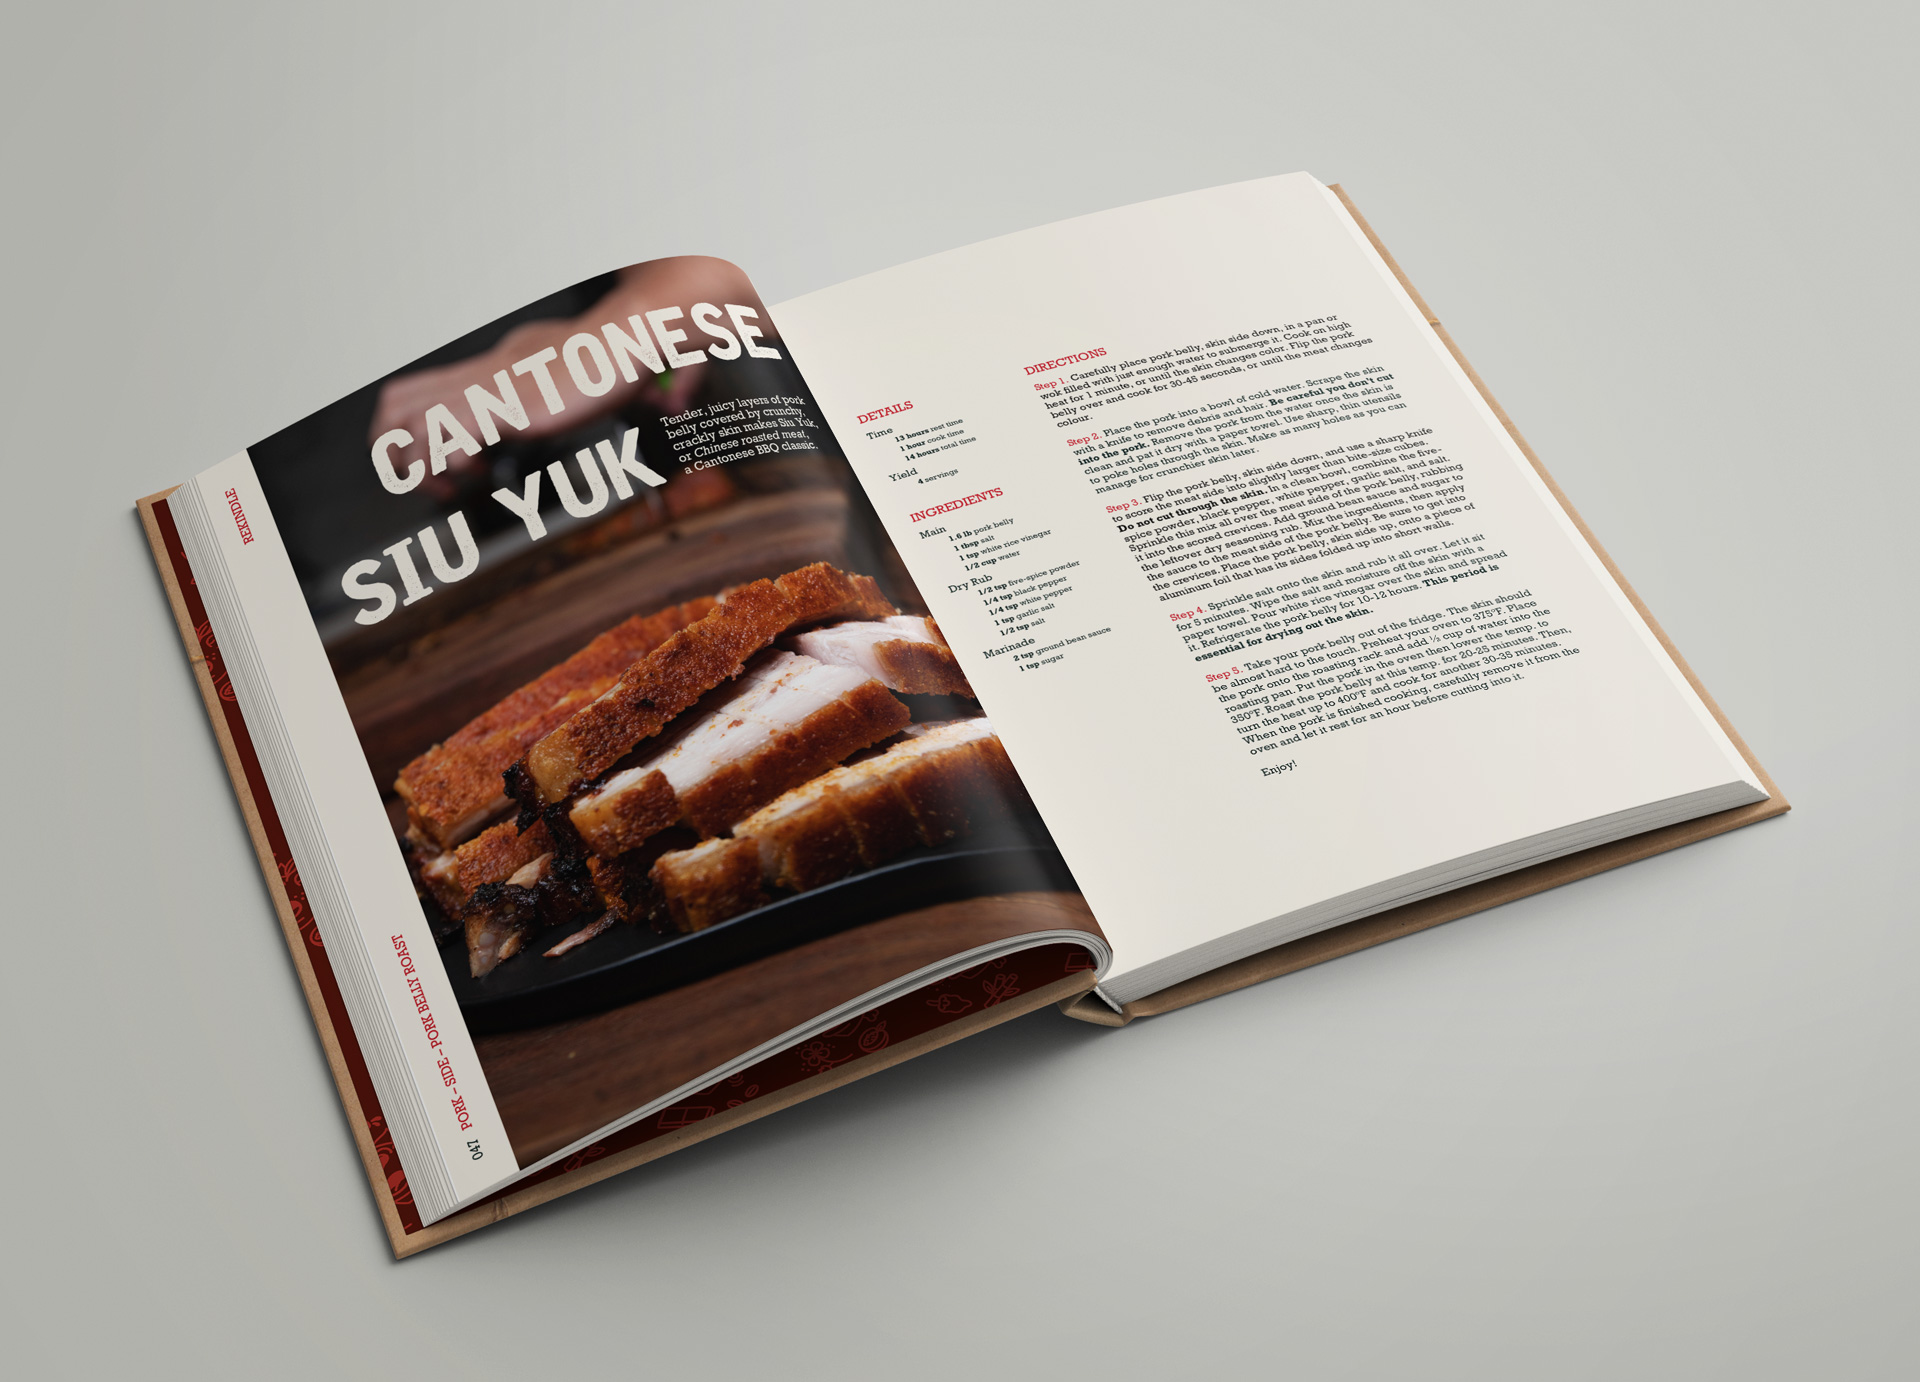 REKINDLE
CANTONESE
SIU YUK
Tender, juicy layers of pork
belly covered by crunchy,
crackly skin makes Siu Yuk,
or Chinese roasted meat,
a Cantonese BBQ classic.
047 PORK – SIDE – PORK BELLY ROAST
DETAILS
Time
13 hours rest time
1 hour cook time
14 hours total time
Yield
4 servings
INGREDIENTS
Main
1.6 lb pork belly
1 tbsp salt
1 tsp white rice vinegar
1/2 cup water
Dry Rub
1/2 tsp five-spice powder
1/4 tsp black pepper
1/4 tsp white pepper
1 tsp garlic salt
1/2 tsp salt
Marinade
2 tsp ground bean sauce
1 tsp sugar
DIRECTIONS
Step 1. Carefully place pork belly, skin side down, in a pan or
wok filled with just enough water to submerge it. Cook on high
heat for 1 minute, or until the skin changes color. Flip the pork
belly over and cook for 30-45 seconds, or until the meat changes
colour.
Step 2. Place the pork into a bowl of cold water. Scrape the skin
with a knife to remove debris and hair. Be careful you don't cut
into the pork. Remove the pork from the water once the skin is
clean and pat it dry with a paper towel. Use sharp, thin utensils
to poke holes through the skin. Make as many holes as you can
manage for crunchier skin later.
Step 3. Flip the pork belly, skin side down, and use a sharp knife
to score the meat side into slightly larger than bite-size cubes.
Do not cut through the skin. In a clean bowl, combine the five-
spice powder, black pepper, white pepper, garlic salt, and salt.
Sprinkle this mix all over the meat side of the pork belly, rubbing
it into the scored crevices. Add ground bean sauce and sugar to
the leftover dry seasoning rub. Mix the ingredients, then apply
the sauce to the meat side of the pork belly. Be sure to get into
the crevices. Place the pork belly, skin side up, onto a piece of
aluminum foil that has its sides folded up into short walls.
Step 4. Sprinkle salt onto the skin and rub it all over. Let it sit
for 5 minutes. Wipe the salt and moisture off the skin with a
paper towel. Pour white rice vinegar over the skin and spread
it. Refrigerate the pork belly for 10-12 hours. This period is
essential for drying out the skin.
Step 5. Take your pork belly out of the fridge. The skin should
be almost hard to the touch. Preheat your oven to 375°F. Place
the pork onto the roasting rack and add ½ cup of water into the
roasting pan. Put the pork in the oven then lower the temp. to
350°F. Roast the pork belly at this temp. for 20-25 minutes. Then,
turn the heat up to 400°F and cook for another 30-35 minutes.
When the pork is finished cooking, carefully remove it from the
oven and let it rest for an hour before cutting into it.
Enjoy!